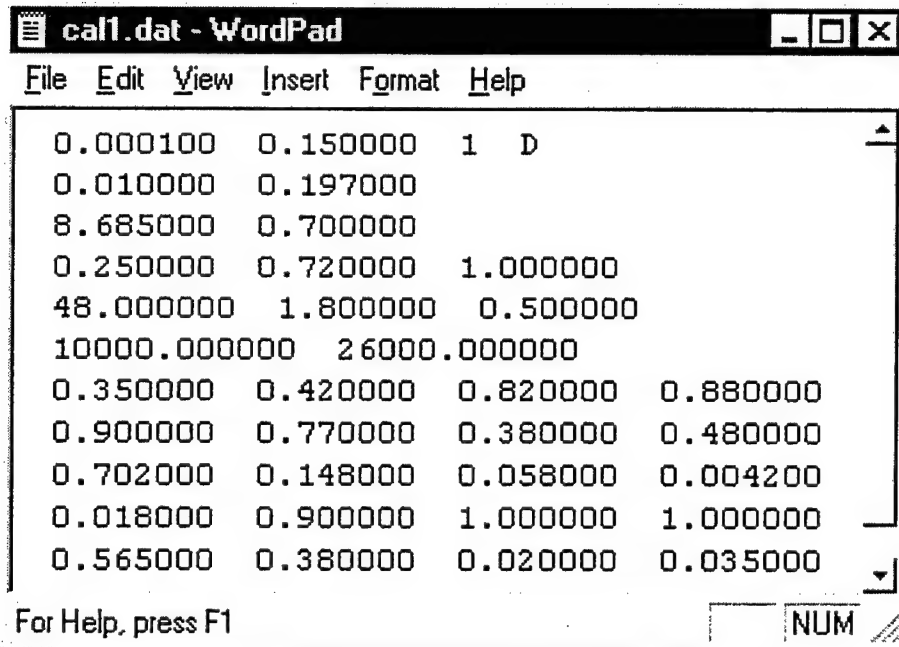 cal1.dat - WordPad
File Edit View Insert Format Help
0.000100 0.150000 1 D
0.010000 0.197000
8.685000 0.700000
0.250000 0.720000 1.000000
48.000000 1.800000 0.500000
10000.000000 26000.000000
0.350000 0.420000 0.820000 0.880000
0.900000 0.770000 0.380000 0.480000
0.702000 0.148000 0.058000 0.004200
0.018000 0.900000 1.000000 1.000000
0.565000 0.380000 0.020000 0.035000
For Help, press F1 NUM